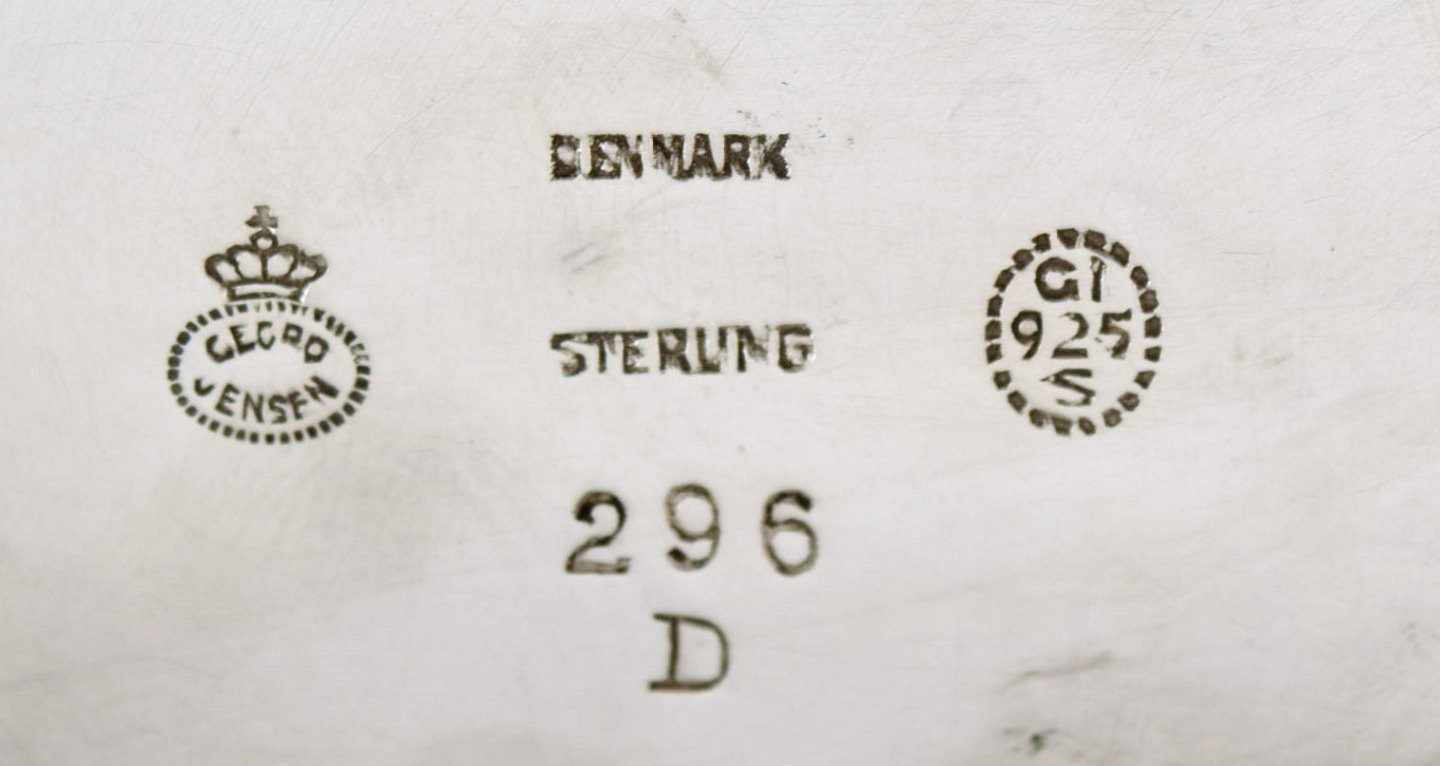 DENMARK
GEORG
JENSEN
STERLING
GI
925
S
296
D